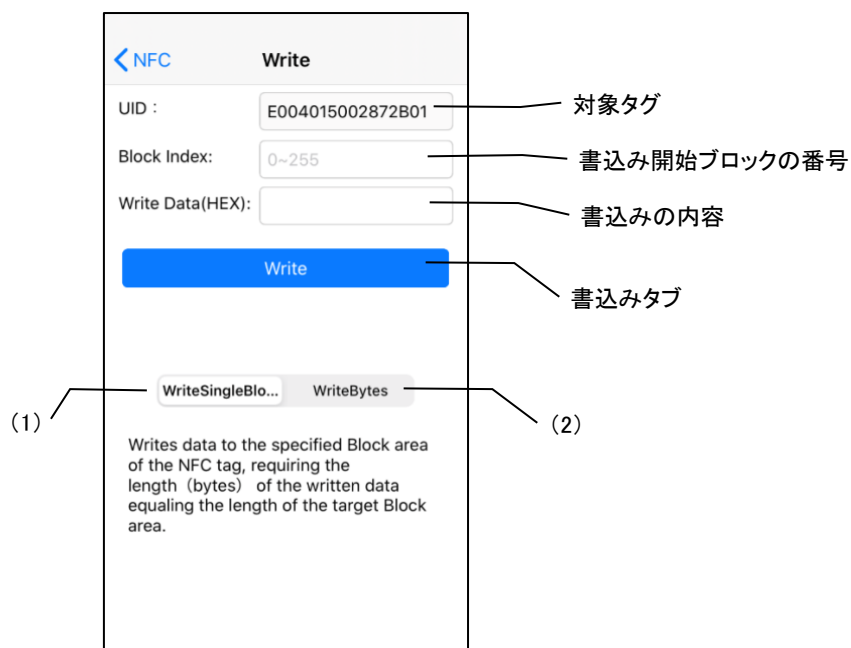 NFC
Write
UID :
E004015002872B01
対象タグ
Block Index:
0~255
書込み開始ブロックの番号
Write Data(HEX):
書込みの内容
Write
書込みタブ
(1)
WriteSingleBlo...
WriteBytes
(2)
Writes data to the specified Block area
of the NFC tag, requiring the
length（bytes） of the written data
equaling the length of the target Block
area.